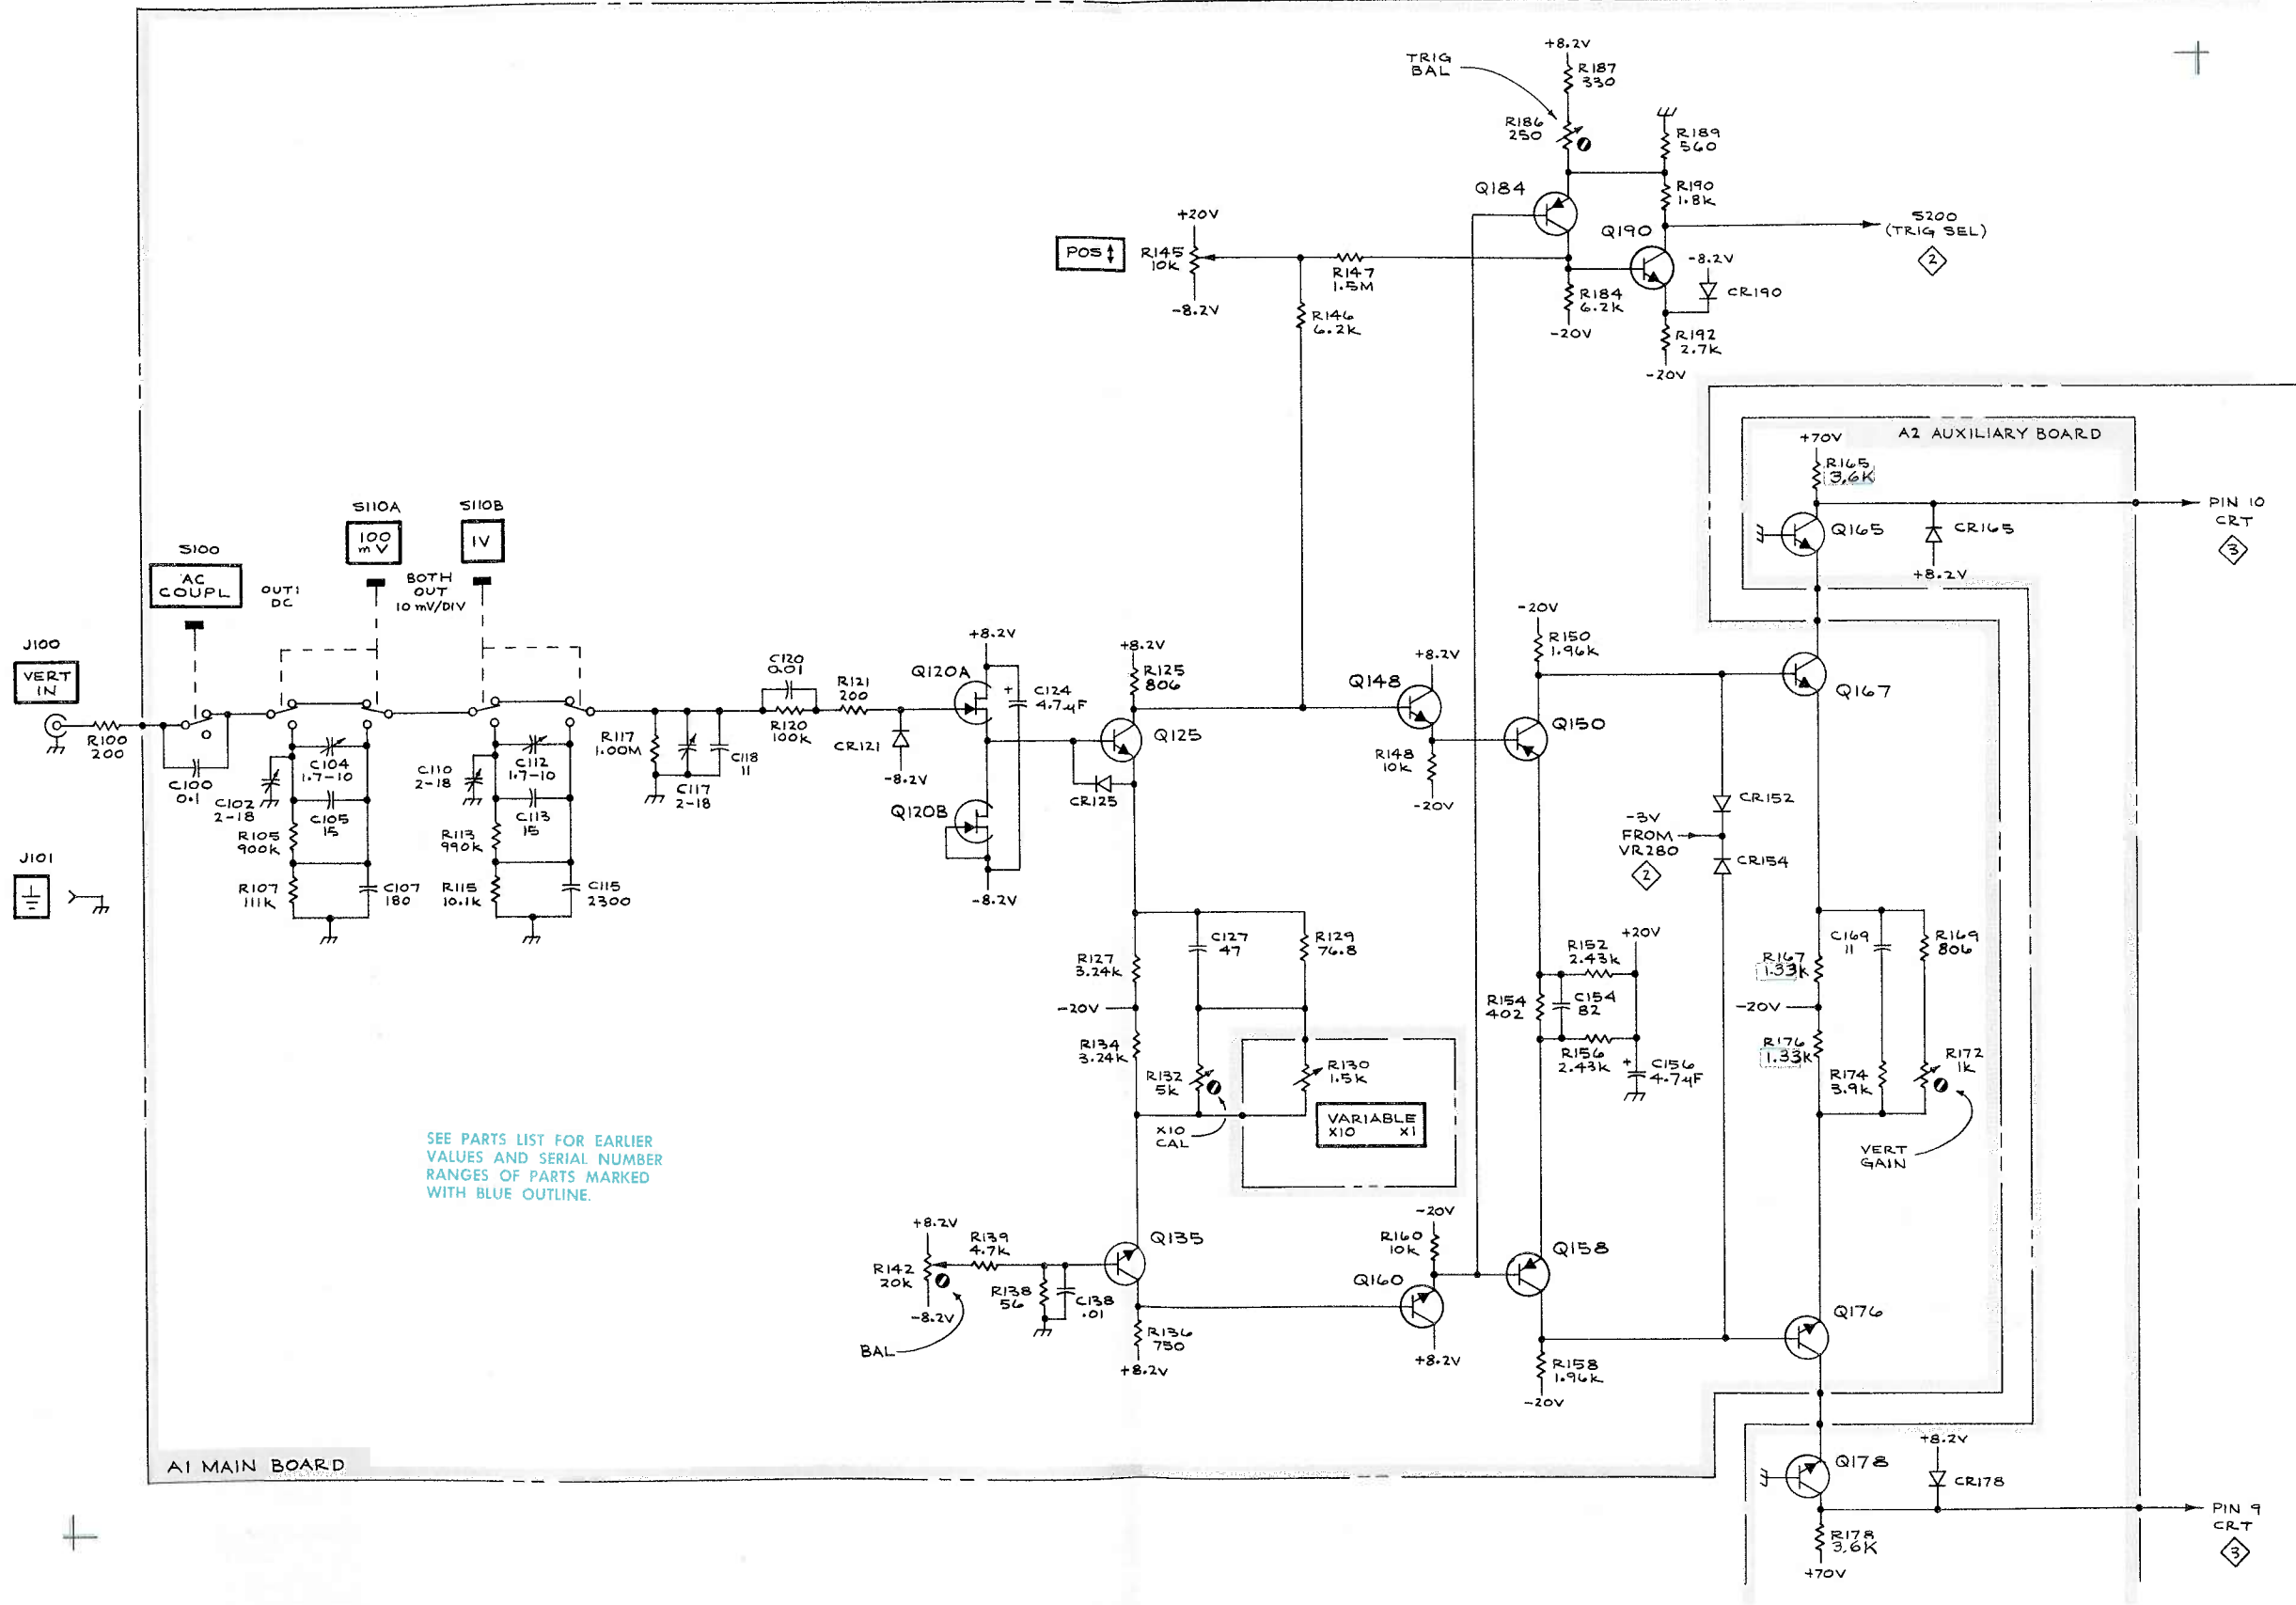 TRIG
BAL
+8.2V
R187
330
R186
250
R189
560
Q184
R190
1.8K
S200
(TRIG SEL)
2
+20V
POS
R145
10K
-8.2V
R147
1.5M
R146
6.2K
Q190
-8.2V
CR190
R184
6.2K
-20V
R192
2.7K
-20V
A2 AUXILIARY BOARD
+70V
R165
3.6K
Q165
CR165
+8.2V
PIN 10
CRT
3
S110A
100
mV
S110B
1V
S100
AC
COUPL
OUT:
DC
BOTH
OUT
10 mV/DIV
J100
VERT
IN
R100
200
C100
0.1
C102
2-18
C104
1.7-10
C105
15
R105
900K
R107
111K
C107
180
C110
2-18
C112
1.7-10
C113
15
R113
990K
R115
10.1K
C115
2300
J101
R117
1.00M
C117
2-18
C118
11
C120
0.01
R120
100K
R121
200
CR121
-8.2V
Q120A
+8.2V
C124
4.7µF
Q120B
-8.2V
+8.2V
R125
806
Q125
CR125
Q148
+8.2V
R148
10K
-20V
-20V
R150
1.96K
Q150
Q167
CR152
-3V
FROM
VR280
2
CR154
R127
3.24K
-20V
R134
3.24K
C127
47
R129
76.8
R132
5K
X10
CAL
R130
1.5K
VARIABLE
X10 X1
R152
2.43K
+20V
R154
402
C154
82
R156
2.43K
C156
4.7µF
R167
1.33K
-20V
R176
1.33K
C169
11
R169
806
R174
3.9K
R172
1K
VERT
GAIN
SEE PARTS LIST FOR EARLIER
VALUES AND SERIAL NUMBER
RANGES OF PARTS MARKED
WITH BLUE OUTLINE.
+8.2V
R142
20K
-8.2V
BAL
R139
4.7K
R138
56
C138
.01
Q135
R136
750
+8.2V
-20V
R160
10K
Q160
+8.2V
Q158
R158
1.96K
-20V
Q176
+8.2V
Q178
CR178
R178
3.6K
+70V
PIN 9
CRT
3
A1 MAIN BOARD